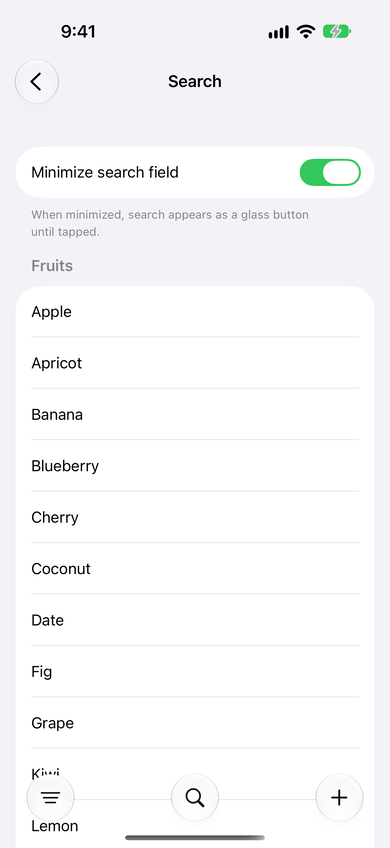 9:41
Search
Minimize search field
When minimized, search appears as a glass button
until tapped.
Fruits
Apple
Apricot
Banana
Blueberry
Cherry
Coconut
Date
Fig
Grape
Kiwi
Lemon